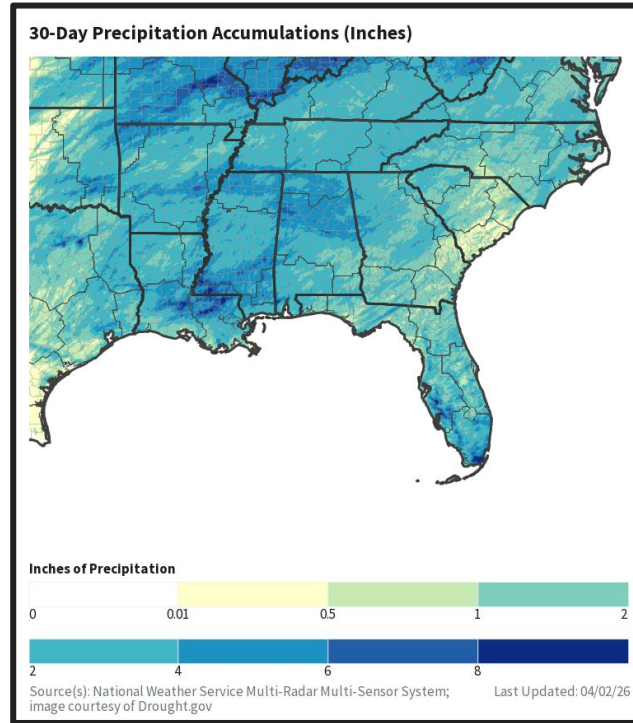 30-Day Precipitation Accumulations (Inches)
Inches of Precipitation
0 0.01 0.5 1 2
2 4 6 8
Source(s): National Weather Service Multi-Radar Multi-Sensor System; Last Updated: 04/02/26
image courtesy of Drought.gov